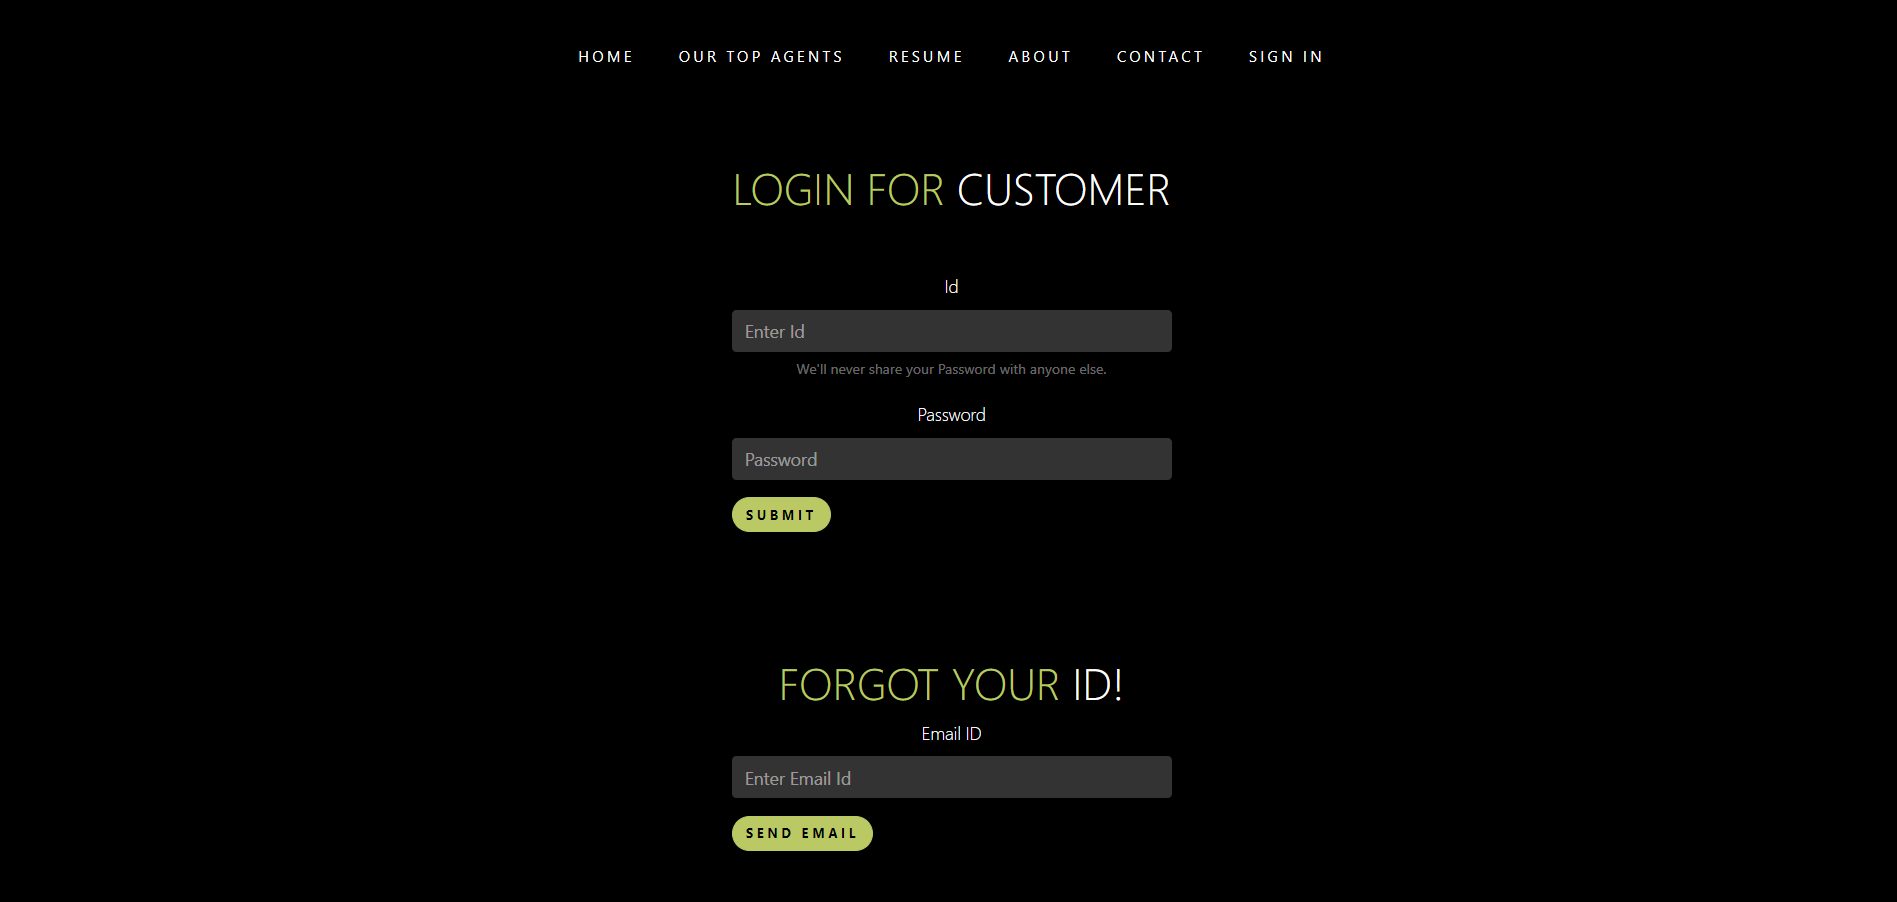 HOME OUR TOP AGENTS RESUME ABOUT CONTACT SIGN IN
LOGIN FOR CUSTOMER
Id
Enter Id
We'll never share your Password with anyone else.
Password
Password
SUBMIT
FORGOT YOUR ID!
Email ID
Enter Email Id
SEND EMAIL